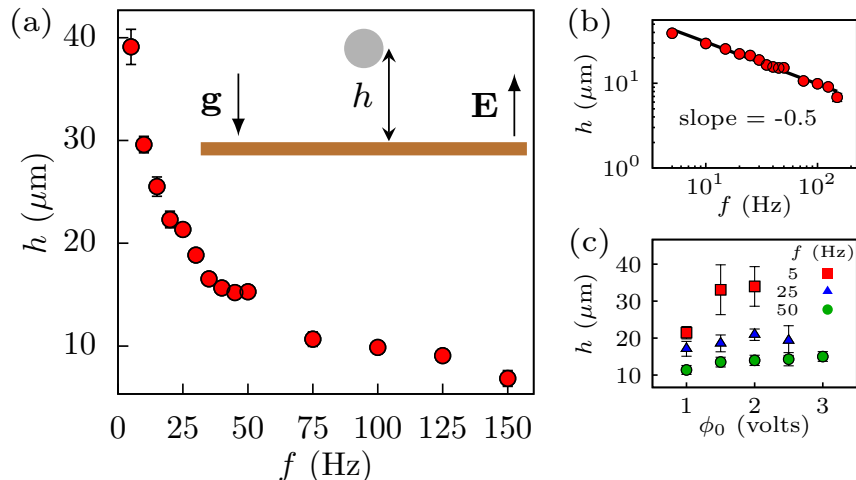 (a)
h (μm)
40
30
20
10
0
25
50
75
100
125
150
f (Hz)
g
h
E
(b)
h (μm)
10¹
10⁰
slope = -0.5
10¹
10²
f (Hz)
(c)
h (μm)
40
30
20
10
f (Hz)
5
25
50
1
2
3
ϕ₀ (volts)